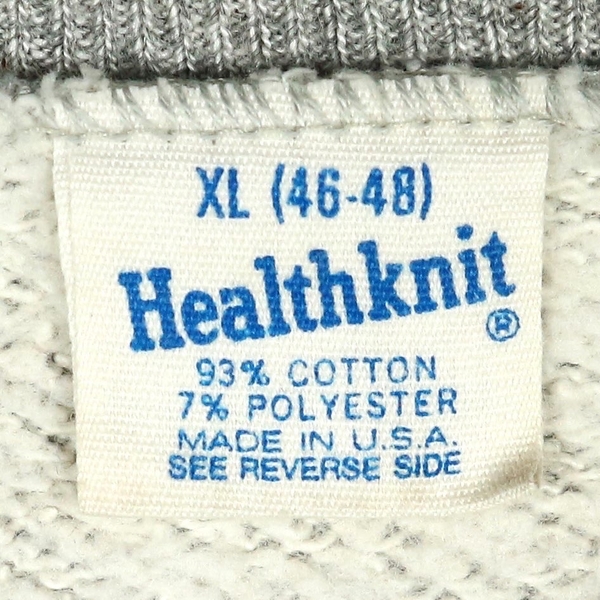 XL (46-48)
Healthknit
®
93% COTTON
7% POLYESTER
MADE IN U.S.A.
SEE REVERSE SIDE